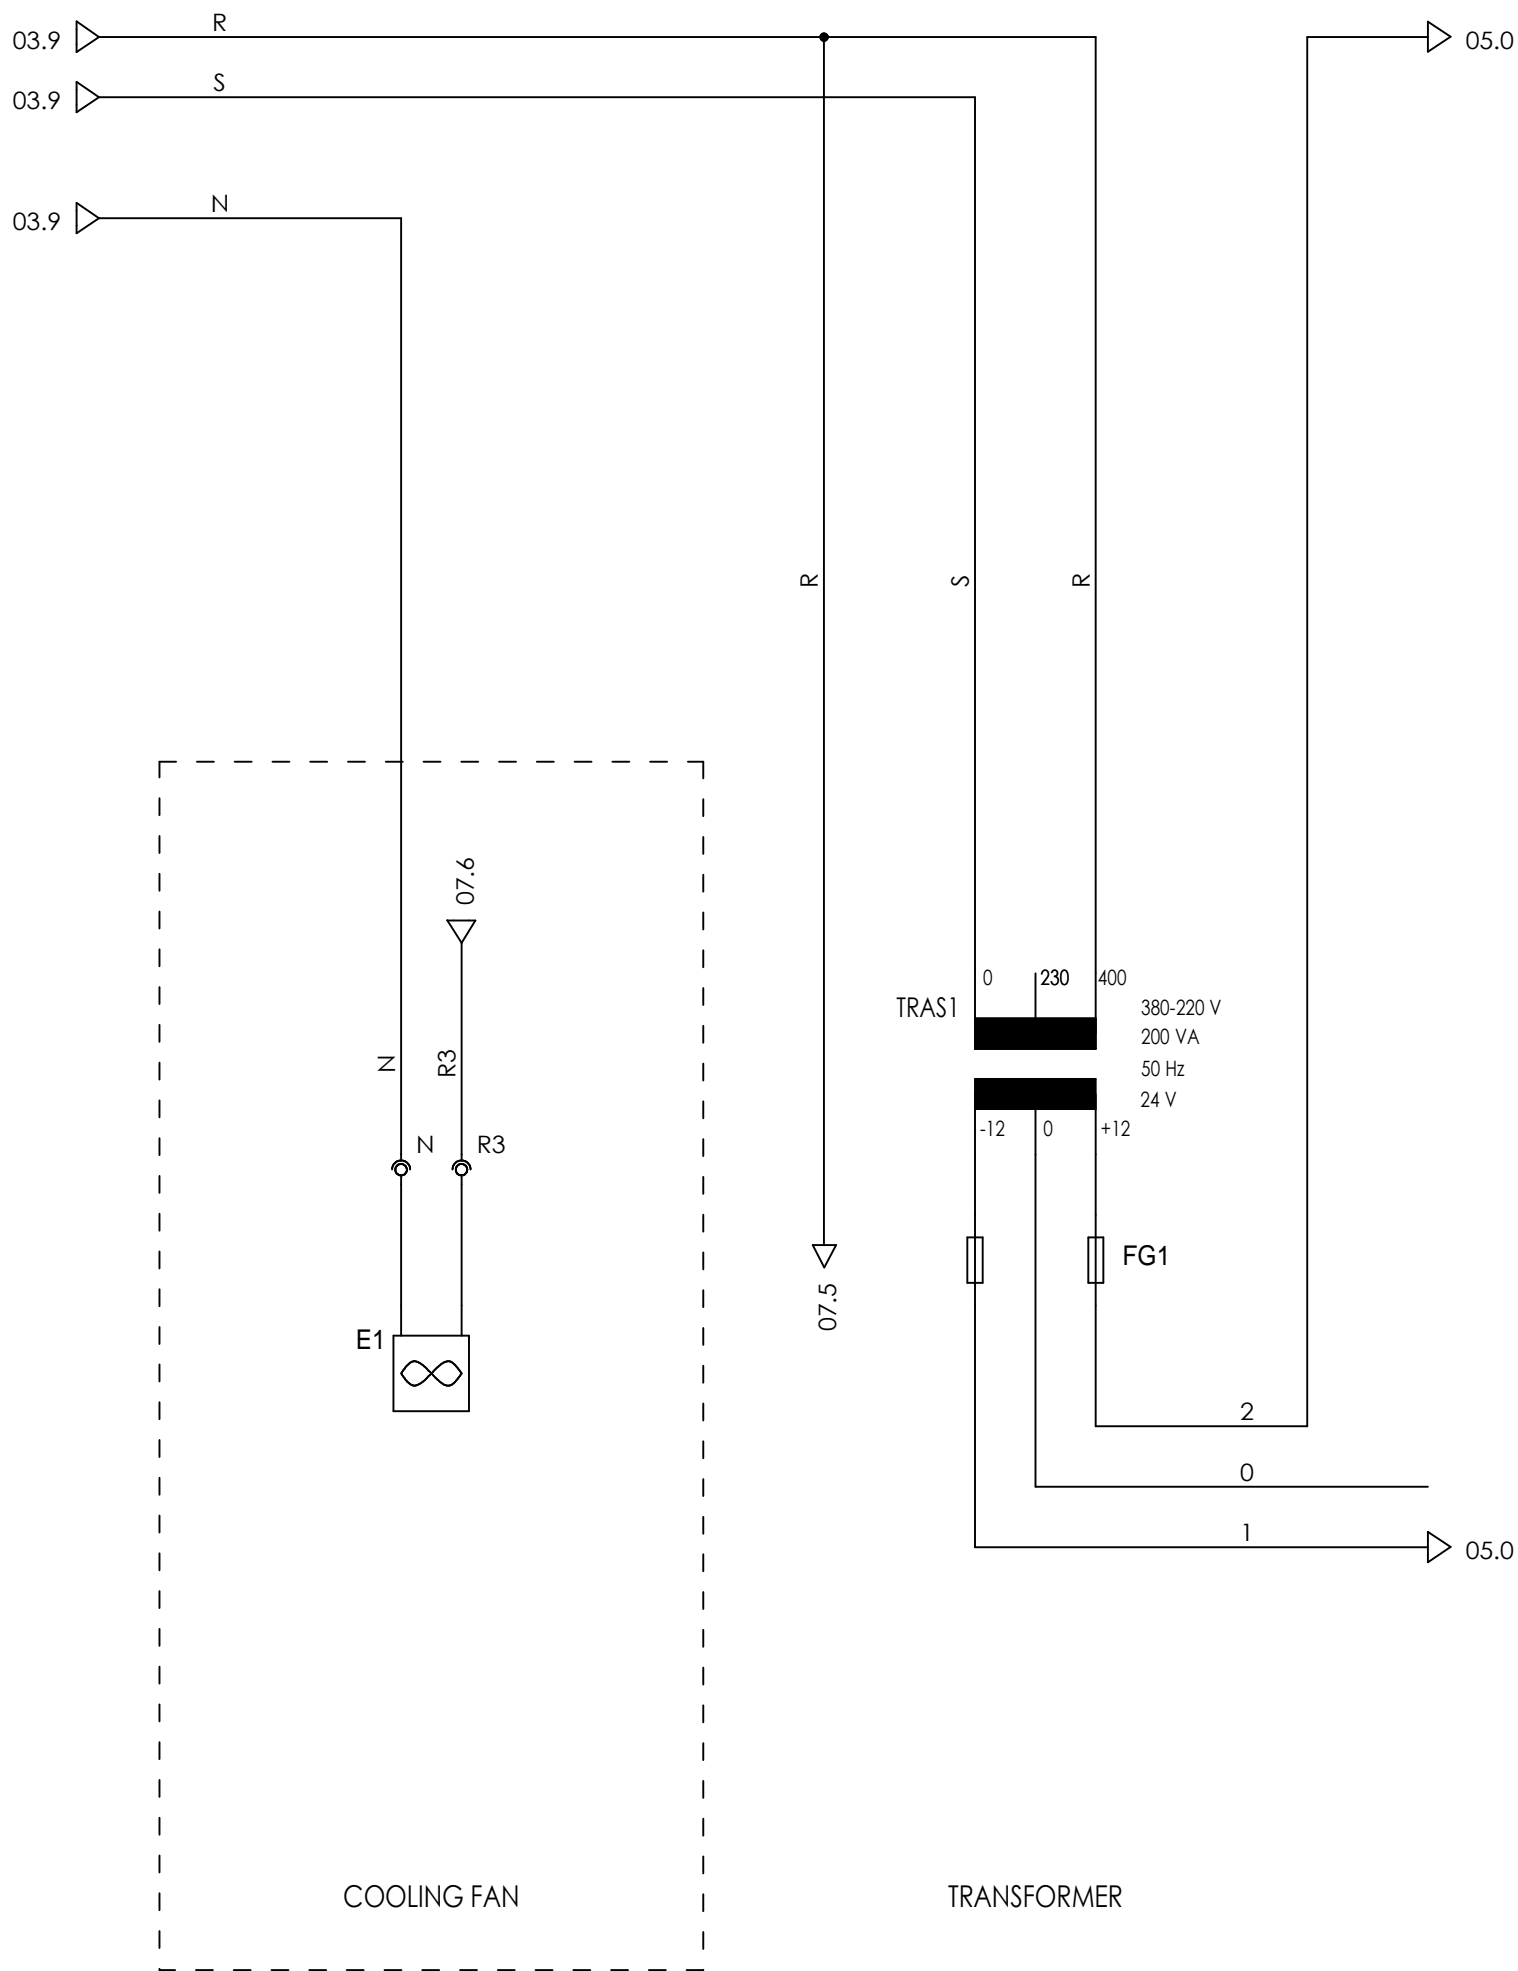 R
03.9
05.0
S
03.9
N
03.9
R
S
R
07.6
0
230
400
TRAS1
380-220 V
200 VA
50 Hz
24 V
N
R3
-12
0
+12
N
R3
FG1
07.5
E1
2
0
1
05.0
COOLING FAN
TRANSFORMER